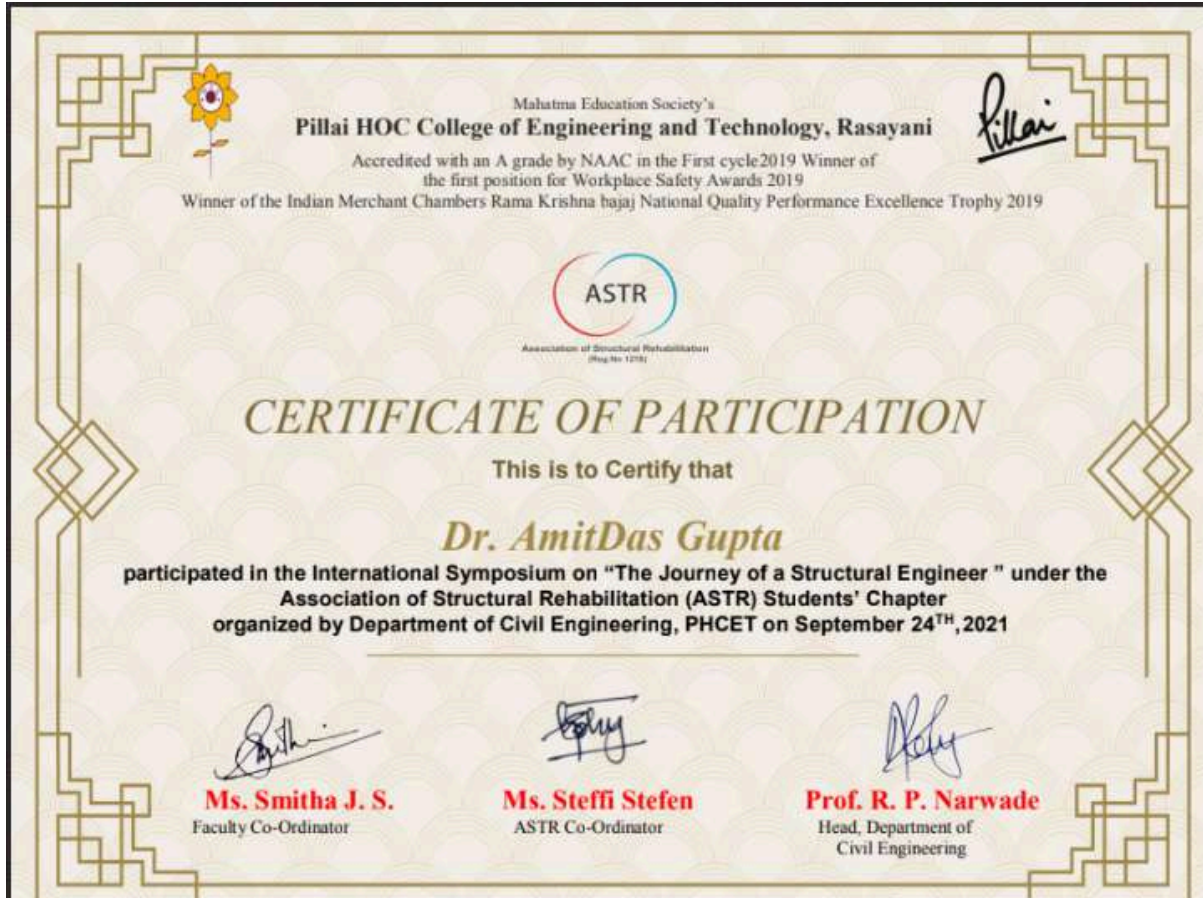 Mahatma Education Society's
Pillai HOC College of Engineering and Technology, Rasayani
Pillai
Accredited with an A grade by NAAC in the First cycle2019 Winner of
the first position for Workplace Safety Awards 2019
Winner of the Indian Merchant Chambers Rama Krishna bajaj National Quality Performance Excellence Trophy 2019
ASTR
Association of Structural Rehabilitation
(Reg.No 1278)
CERTIFICATE OF PARTICIPATION
This is to Certify that
Dr. AmitDas Gupta
participated in the International Symposium on “The Journey of a Structural Engineer ” under the
Association of Structural Rehabilitation (ASTR) Students’ Chapter
organized by Department of Civil Engineering, PHCET on September 24TH, 2021
Ms. Smitha J. S.
Faculty Co-Ordinator
Ms. Steffi Stefen
ASTR Co-Ordinator
Prof. R. P. Narwade
Head, Department of
Civil Engineering